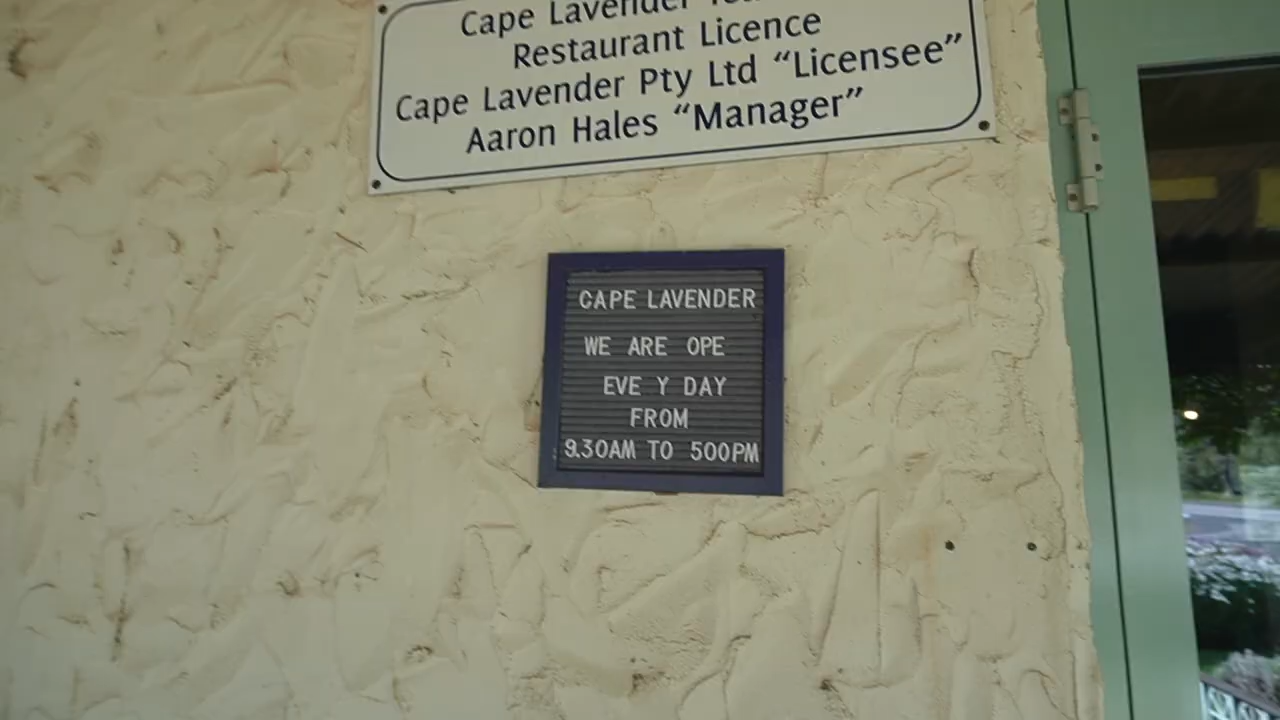 Cape Lavender
Restaurant Licence
Cape Lavender Pty Ltd “Licensee”
Aaron Hales “Manager”
CAPE LAVENDER
WE ARE OPE
EVE Y DAY
FROM
9.30AM TO 500PM